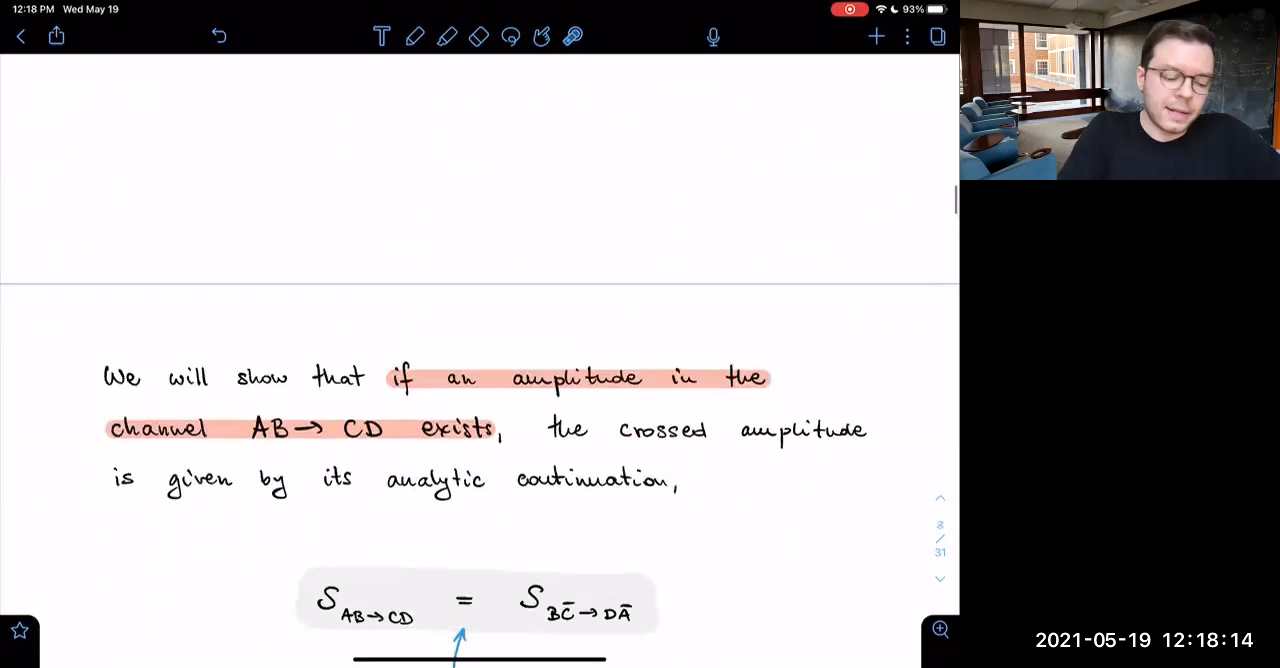 12:18 PM Wed May 19
93%
T
We will show that if an amplitude in the
channel AB → CD exists, the crossed amplitude
is given by its analytic continuation,
S AB→CD = S BC̄→DĀ
8
/
31
2021-05-19 12:18:14